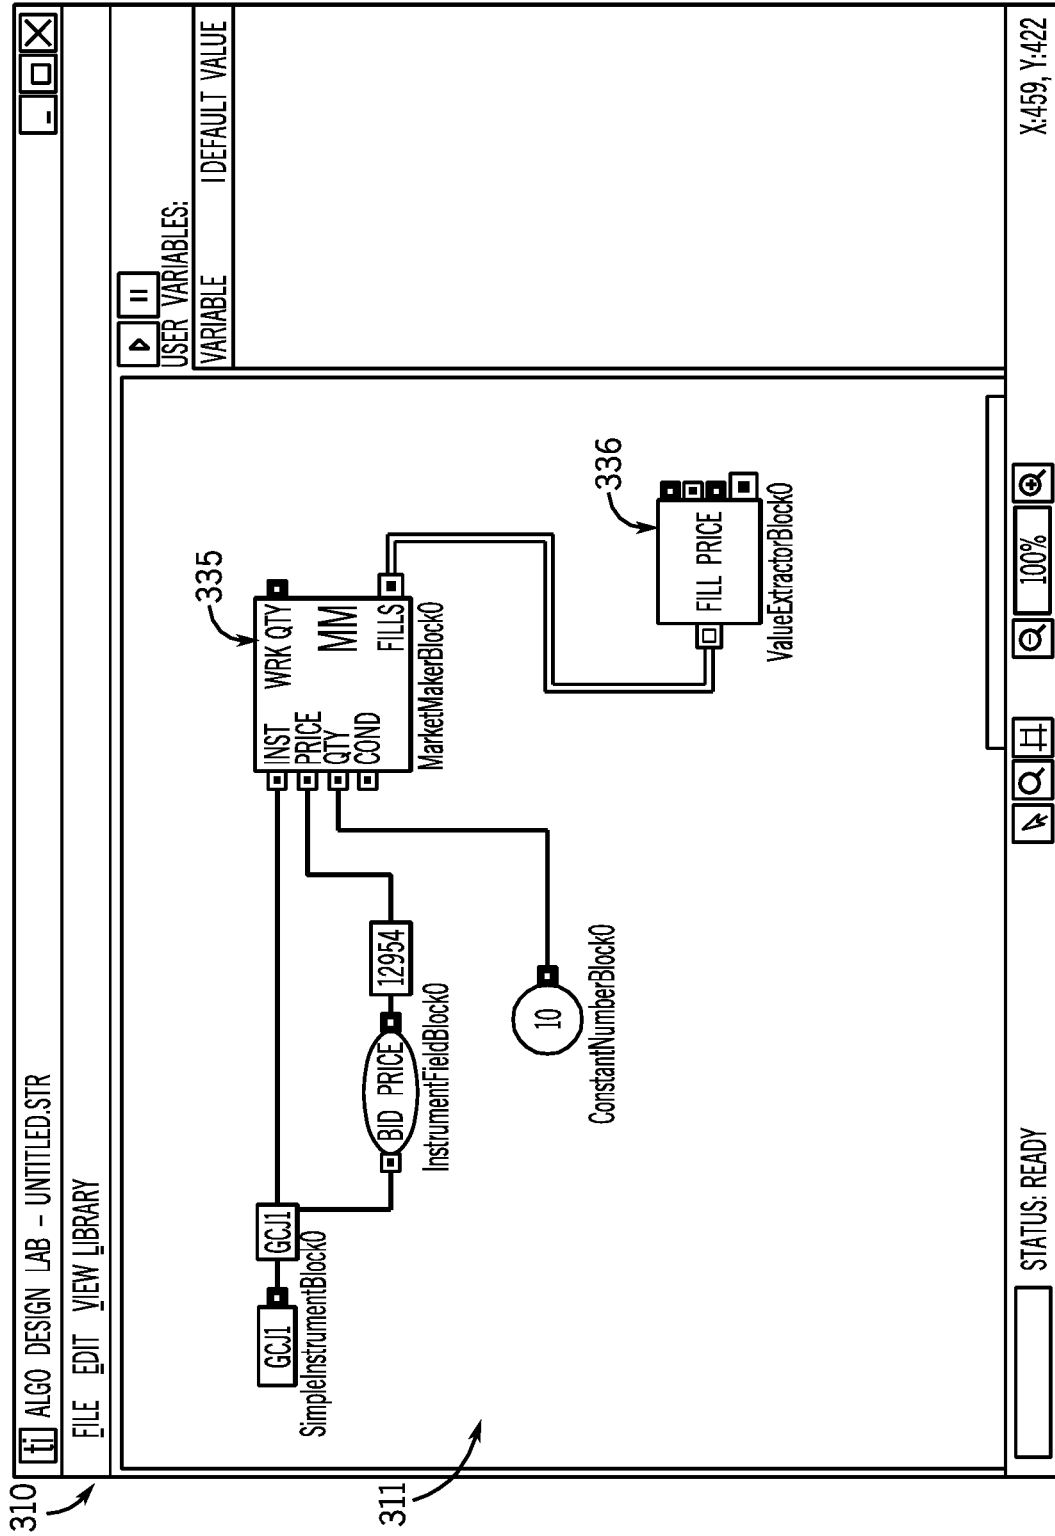 310
ti ALGO DESIGN LAB - UNTITLED.STR
FILE EDIT VIEW LIBRARY
USER VARIABLES:
VARIABLE | DEFAULT VALUE
311
GCJ1
GCJ1
SimpleInstrumentBlock0
BID PRICE
12954
InstrumentFieldBlock0
10
ConstantNumberBlock0
335
INST WRK QTY
PRICE
QTY MM
COND FILLS
MarketMakerBlock0
336
FILL PRICE
ValueExtractorBlock0
STATUS: READY
100%
X:459, Y:422